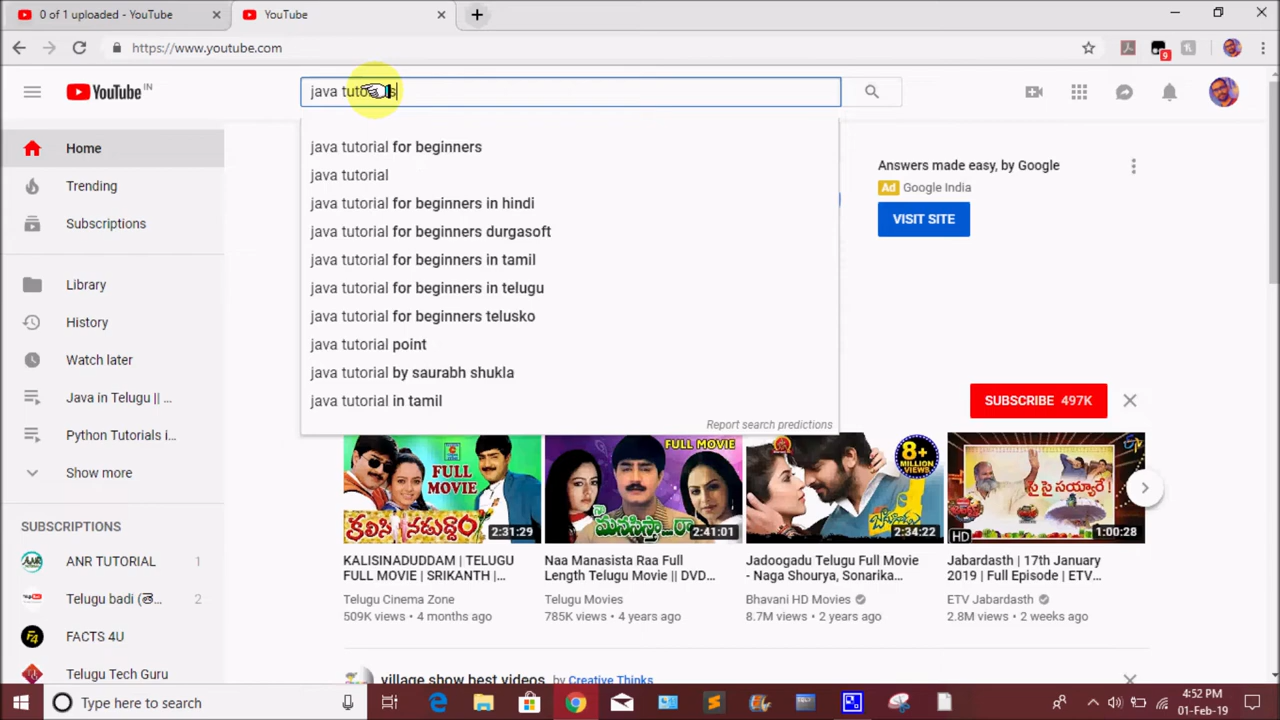 0 of 1 uploaded - YouTube
YouTube
https://www.youtube.com
9
YouTube IN
java tutorials
java tutorial for beginners
java tutorial
java tutorial for beginners in hindi
java tutorial for beginners durgasoft
java tutorial for beginners in tamil
java tutorial for beginners in telugu
java tutorial for beginners telusko
java tutorial point
java tutorial by saurabh shukla
java tutorial in tamil
Report search predictions
Home
Trending
Subscriptions
Library
History
Watch later
Java in Telugu || ...
Python Tutorials i...
Show more
SUBSCRIPTIONS
ANR TUTORIAL 1
Telugu badi (తె... 2
FACTS 4U
Telugu Tech Guru
Answers made easy, by Google
Ad Google India
VISIT SITE
SUBSCRIBE 497K
FULL
MOVIE
కలిసి నడుద్దాం
2:31:29
KALISINADUDDAM | TELUGU
FULL MOVIE | SRIKANTH |...
Telugu Cinema Zone
509K views • 4 months ago
FULL MOVIE
మనసిస్తా..రా
2:41:01
Naa Manasista Raa Full
Length Telugu Movie || DVD...
Telugu Movies
785K views • 4 years ago
8+
MILLION
VIEWS
2:34:22
Jadoogadu Telugu Full Movie
- Naga Shourya, Sonarika...
Bhavani HD Movies
8.7M views • 2 years ago
సై సై సయ్యారే!
HD
1:00:28
Jabardasth | 17th January
2019 | Full Episode | ETV...
ETV Jabardasth
2.8M views • 2 weeks ago
village show best videos by Creative Thinks
Type here to search
4:52 PM
01-Feb-19